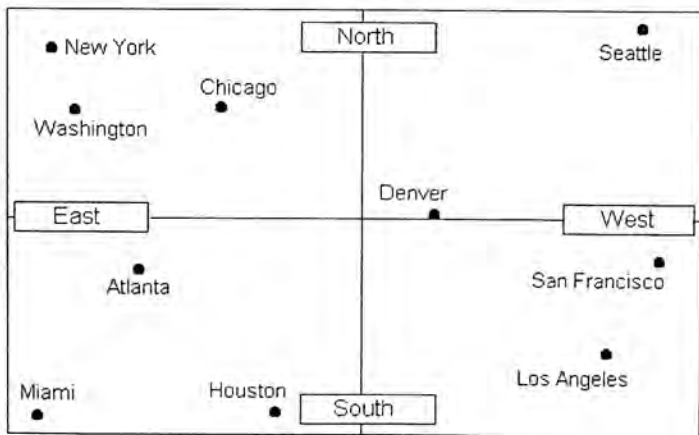 North
New York
Seattle
Chicago
Washington
Denver
East
West
Atlanta
San Francisco
Los Angeles
Miami
Houston
South